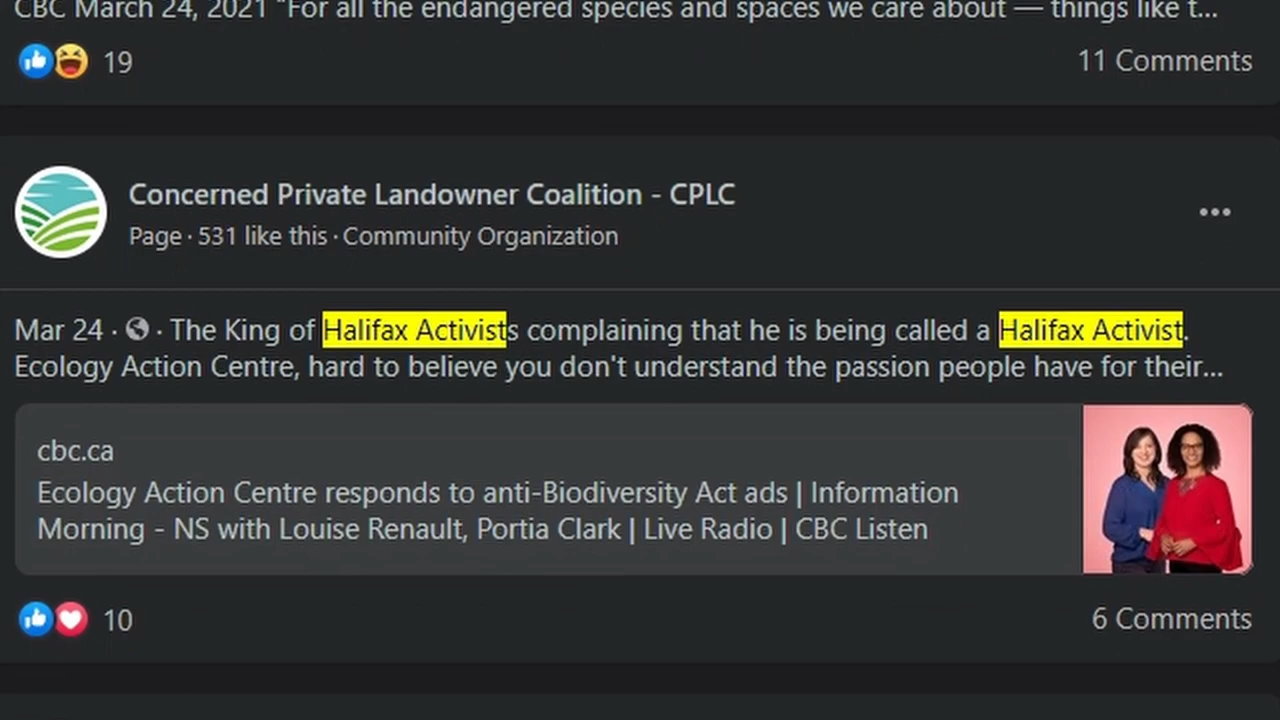 CBC March 24, 2021 "For all the endangered species and spaces we care about — things like t...
19
11 Comments
Concerned Private Landowner Coalition - CPLC
Page · 531 like this · Community Organization
Mar 24 · · The King of Halifax Activists complaining that he is being called a Halifax Activist.
Ecology Action Centre, hard to believe you don't understand the passion people have for their...
cbc.ca
Ecology Action Centre responds to anti-Biodiversity Act ads | Information
Morning - NS with Louise Renault, Portia Clark | Live Radio | CBC Listen
10
6 Comments